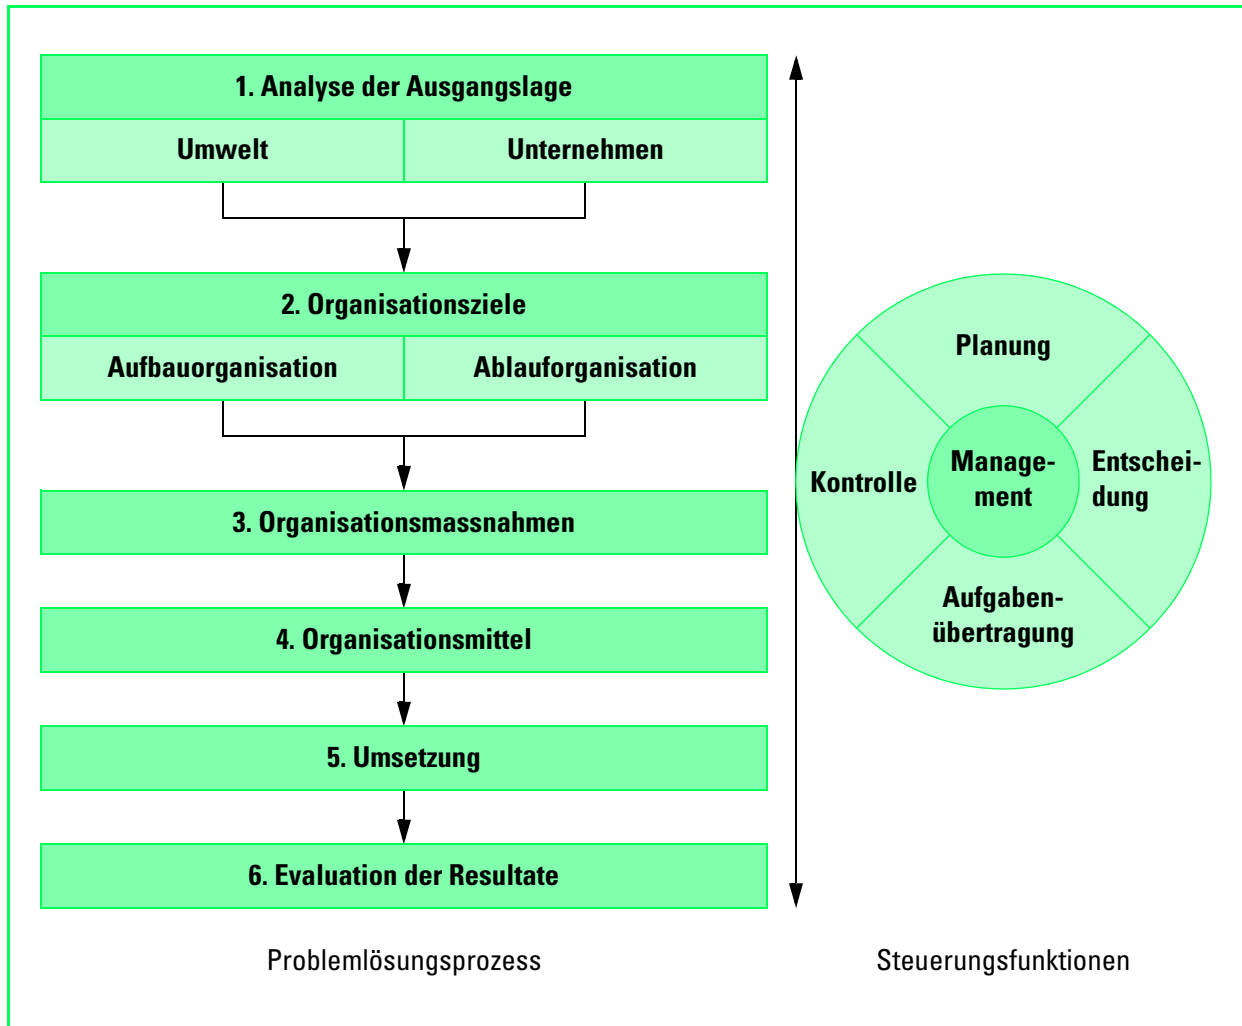 1. Analyse der Ausgangslage
Umwelt
Unternehmen
2. Organisationsziele
Aufbauorganisation
Ablauforganisation
3. Organisationsmassnahmen
4. Organisationsmittel
5. Umsetzung
6. Evaluation der Resultate
Problemlösungsprozess
Planung
Kontrolle
Manage-
ment
Entschei-
dung
Aufgaben-
übertragung
Steuerungsfunktionen